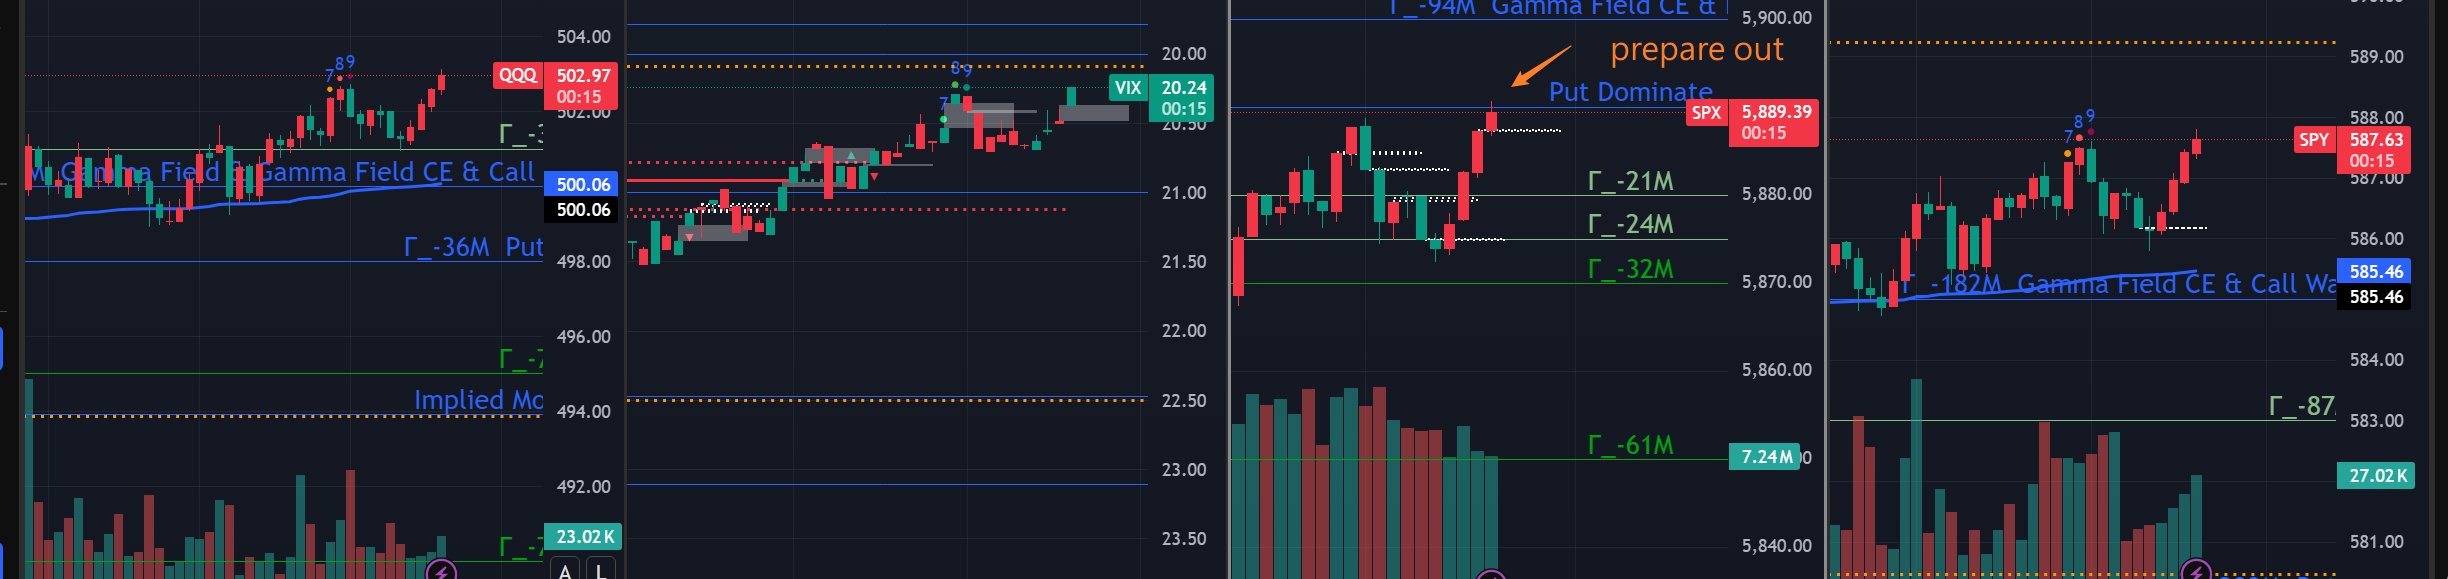 504.00
QQQ 502.97
00:15
502.00
7 8 9
Γ_-3
Gamma Field CE & Call
500.06
500.06
Γ_-36M Put
498.00
496.00
Γ_-7
Implied Mo
494.00
492.00
23.02 K
Γ_-7
A L
20.00
VIX 20.24
00:15
20.50
7 8 9
21.00
21.50
22.00
22.50
23.00
23.50
Γ_-94M Gamma Field CE &
5,900.00
prepare out
Put Dominate
SPX 5,889.39
00:15
Γ_-21M
5,880.00
Γ_-24M
Γ_-32M
5,870.00
5,860.00
Γ_-61M
7.24 M
5,840.00
589.00
588.00
7 8 9
SPY 587.63
00:15
587.00
586.00
585.46
Γ_-182M Gamma Field CE & Call Wa
585.46
584.00
Γ_-87
583.00
27.02 K
581.00